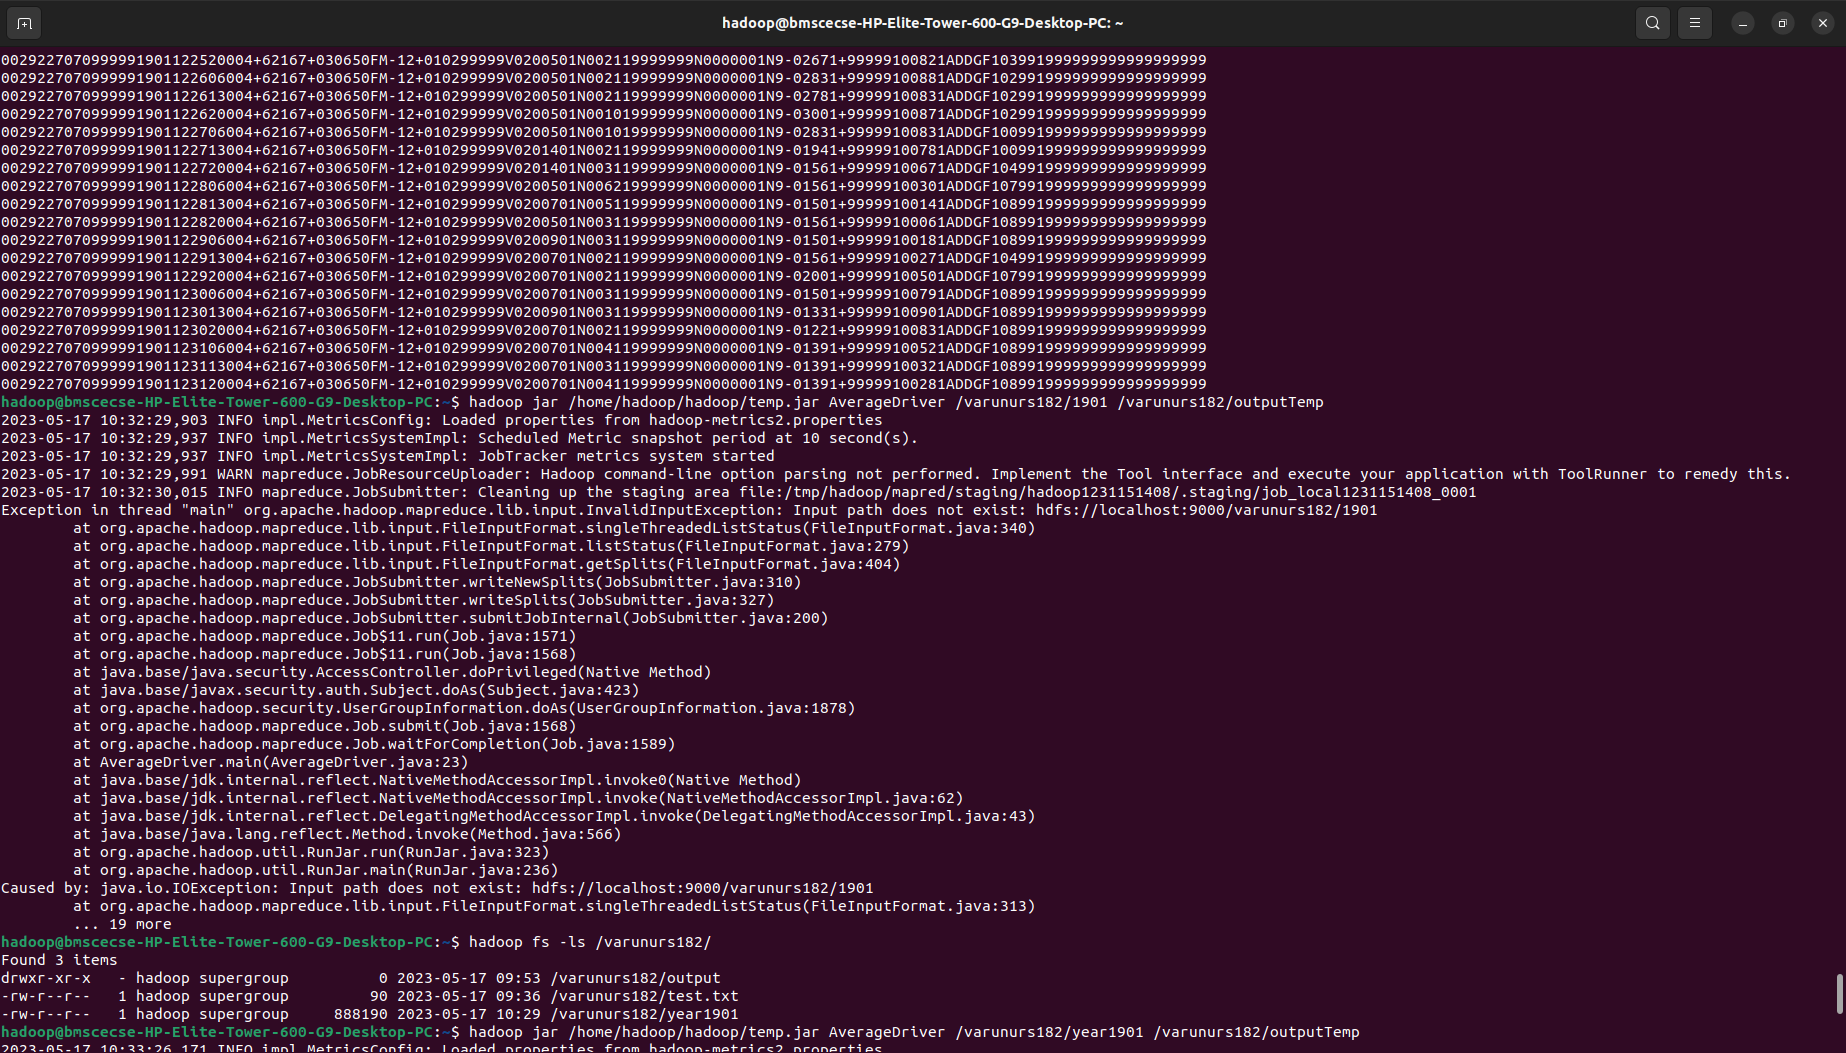 hadoop@bmscecse-HP-Elite-Tower-600-G9-Desktop-PC: ~
0029227070999991901122520004+62167+030650FM-12+010299999V0200501N002119999999N0000001N9-02671+99999100821ADDGF103991999999999999999999
0029227070999991901122606004+62167+030650FM-12+010299999V0200501N002119999999N0000001N9-02831+99999100881ADDGF102991999999999999999999
0029227070999991901122613004+62167+030650FM-12+010299999V0200501N002119999999N0000001N9-02781+99999100831ADDGF102991999999999999999999
0029227070999991901122620004+62167+030650FM-12+010299999V0200501N001019999999N0000001N9-03001+99999100871ADDGF102991999999999999999999
0029227070999991901122706004+62167+030650FM-12+010299999V0200501N001019999999N0000001N9-02831+99999100831ADDGF100991999999999999999999
0029227070999991901122713004+62167+030650FM-12+010299999V0201401N002119999999N0000001N9-01941+99999100781ADDGF100991999999999999999999
0029227070999991901122720004+62167+030650FM-12+010299999V0201401N003119999999N0000001N9-01561+99999100671ADDGF104991999999999999999999
0029227070999991901122806004+62167+030650FM-12+010299999V0200501N006219999999N0000001N9-01561+99999100301ADDGF107991999999999999999999
0029227070999991901122813004+62167+030650FM-12+010299999V0200701N005119999999N0000001N9-01501+99999100141ADDGF108991999999999999999999
0029227070999991901122820004+62167+030650FM-12+010299999V0200501N003119999999N0000001N9-01561+99999100061ADDGF108991999999999999999999
0029227070999991901122906004+62167+030650FM-12+010299999V0200901N003119999999N0000001N9-01501+99999100181ADDGF108991999999999999999999
0029227070999991901122913004+62167+030650FM-12+010299999V0200701N002119999999N0000001N9-01561+99999100271ADDGF104991999999999999999999
0029227070999991901122920004+62167+030650FM-12+010299999V0200701N002119999999N0000001N9-02001+99999100501ADDGF107991999999999999999999
0029227070999991901123006004+62167+030650FM-12+010299999V0200701N003119999999N0000001N9-01501+99999100791ADDGF108991999999999999999999
0029227070999991901123013004+62167+030650FM-12+010299999V0200901N003119999999N0000001N9-01331+99999100901ADDGF108991999999999999999999
0029227070999991901123020004+62167+030650FM-12+010299999V0200701N002119999999N0000001N9-01221+99999100831ADDGF108991999999999999999999
0029227070999991901123106004+62167+030650FM-12+010299999V0200701N004119999999N0000001N9-01391+99999100521ADDGF108991999999999999999999
0029227070999991901123113004+62167+030650FM-12+010299999V0200701N003119999999N0000001N9-01391+99999100321ADDGF108991999999999999999999
0029227070999991901123120004+62167+030650FM-12+010299999V0200701N004119999999N0000001N9-01391+99999100281ADDGF108991999999999999999999
hadoop@bmscecse-HP-Elite-Tower-600-G9-Desktop-PC:~$ hadoop jar /home/hadoop/hadoop/temp.jar AverageDriver /varunurs182/1901 /varunurs182/outputTemp
2023-05-17 10:32:29,903 INFO impl.MetricsConfig: Loaded properties from hadoop-metrics2.properties
2023-05-17 10:32:29,937 INFO impl.MetricsSystemImpl: Scheduled Metric snapshot period at 10 second(s).
2023-05-17 10:32:29,937 INFO impl.MetricsSystemImpl: JobTracker metrics system started
2023-05-17 10:32:29,991 WARN mapreduce.JobResourceUploader: Hadoop command-line option parsing not performed. Implement the Tool interface and execute your application with ToolRunner to remedy this.
2023-05-17 10:32:30,015 INFO mapreduce.JobSubmitter: Cleaning up the staging area file:/tmp/hadoop/mapred/staging/hadoop1231151408/.staging/job_local1231151408_0001
Exception in thread "main" org.apache.hadoop.mapreduce.lib.input.InvalidInputException: Input path does not exist: hdfs://localhost:9000/varunurs182/1901
at org.apache.hadoop.mapreduce.lib.input.FileInputFormat.singleThreadedListStatus(FileInputFormat.java:340)
at org.apache.hadoop.mapreduce.lib.input.FileInputFormat.listStatus(FileInputFormat.java:279)
at org.apache.hadoop.mapreduce.lib.input.FileInputFormat.getSplits(FileInputFormat.java:404)
at org.apache.hadoop.mapreduce.JobSubmitter.writeNewSplits(JobSubmitter.java:310)
at org.apache.hadoop.mapreduce.JobSubmitter.writeSplits(JobSubmitter.java:327)
at org.apache.hadoop.mapreduce.JobSubmitter.submitJobInternal(JobSubmitter.java:200)
at org.apache.hadoop.mapreduce.Job$11.run(Job.java:1571)
at org.apache.hadoop.mapreduce.Job$11.run(Job.java:1568)
at java.base/java.security.AccessController.doPrivileged(Native Method)
at java.base/javax.security.auth.Subject.doAs(Subject.java:423)
at org.apache.hadoop.security.UserGroupInformation.doAs(UserGroupInformation.java:1878)
at org.apache.hadoop.mapreduce.Job.submit(Job.java:1568)
at org.apache.hadoop.mapreduce.Job.waitForCompletion(Job.java:1589)
at AverageDriver.main(AverageDriver.java:23)
at java.base/jdk.internal.reflect.NativeMethodAccessorImpl.invoke0(Native Method)
at java.base/jdk.internal.reflect.NativeMethodAccessorImpl.invoke(NativeMethodAccessorImpl.java:62)
at java.base/jdk.internal.reflect.DelegatingMethodAccessorImpl.invoke(DelegatingMethodAccessorImpl.java:43)
at java.base/java.lang.reflect.Method.invoke(Method.java:566)
at org.apache.hadoop.util.RunJar.run(RunJar.java:323)
at org.apache.hadoop.util.RunJar.main(RunJar.java:236)
Caused by: java.io.IOException: Input path does not exist: hdfs://localhost:9000/varunurs182/1901
at org.apache.hadoop.mapreduce.lib.input.FileInputFormat.singleThreadedListStatus(FileInputFormat.java:313)
... 19 more
hadoop@bmscecse-HP-Elite-Tower-600-G9-Desktop-PC:~$ hadoop fs -ls /varunurs182/
Found 3 items
drwxr-xr-x   - hadoop supergroup          0 2023-05-17 09:53 /varunurs182/output
-rw-r--r--   1 hadoop supergroup         90 2023-05-17 09:36 /varunurs182/test.txt
-rw-r--r--   1 hadoop supergroup     888190 2023-05-17 10:29 /varunurs182/year1901
hadoop@bmscecse-HP-Elite-Tower-600-G9-Desktop-PC:~$ hadoop jar /home/hadoop/hadoop/temp.jar AverageDriver /varunurs182/year1901 /varunurs182/outputTemp
2023-05-17 10:33:26,171 INFO impl.MetricsConfig: Loaded properties from hadoop-metrics2.properties